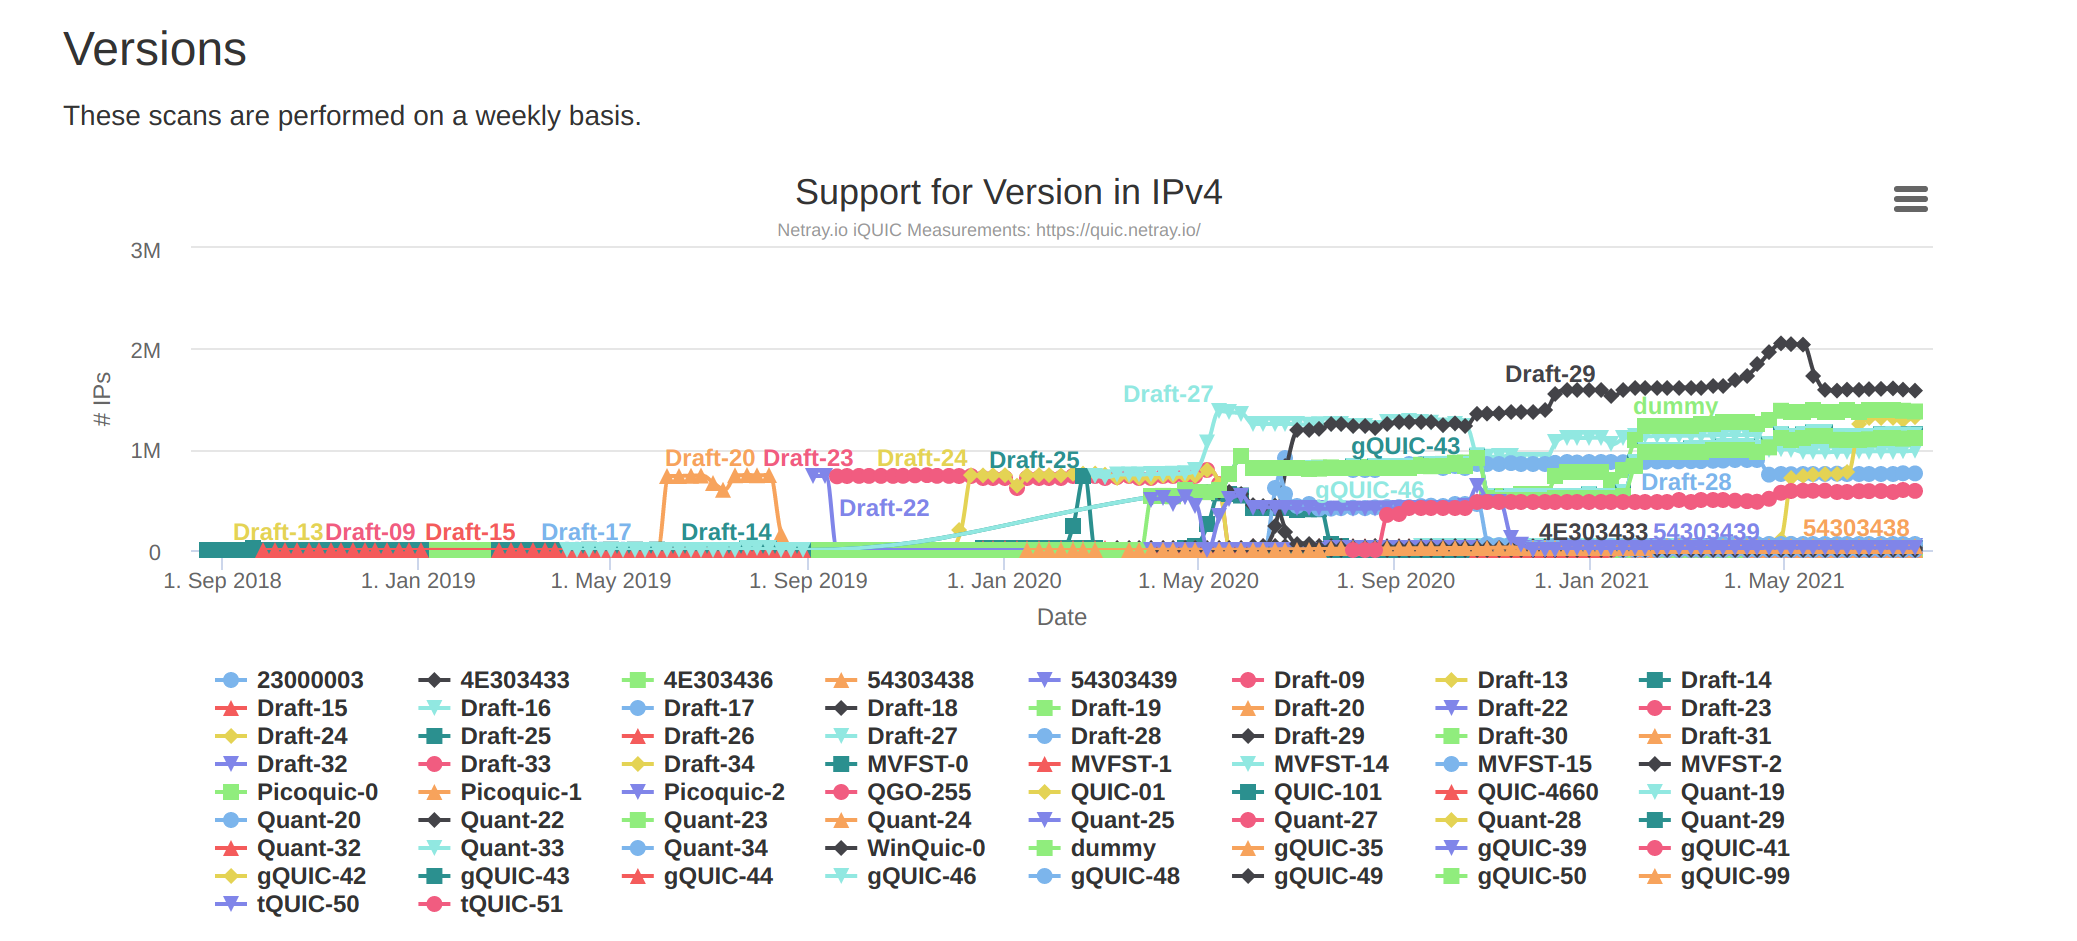 Versions
These scans are performed on a weekly basis.
Support for Version in IPv4
Netray.io iQUIC Measurements: https://quic.netray.io/
3M
2M
1M
0
# IPs
Draft-13
Draft-09
Draft-15
Draft-17
Draft-14
Draft-20
Draft-23
Draft-22
Draft-24
Draft-25
Draft-27
gQUIC-43
gQUIC-46
Draft-29
dummy
Draft-28
4E303433
54303439
54303438
1. Sep 2018
1. Jan 2019
1. May 2019
1. Sep 2019
1. Jan 2020
1. May 2020
1. Sep 2020
1. Jan 2021
1. May 2021
Date
23000003 4E303433 4E303436 54303438 54303439 Draft-09 Draft-13 Draft-14
Draft-15 Draft-16 Draft-17 Draft-18 Draft-19 Draft-20 Draft-22 Draft-23
Draft-24 Draft-25 Draft-26 Draft-27 Draft-28 Draft-29 Draft-30 Draft-31
Draft-32 Draft-33 Draft-34 MVFST-0 MVFST-1 MVFST-14 MVFST-15 MVFST-2
Picoquic-0 Picoquic-1 Picoquic-2 QGO-255 QUIC-01 QUIC-101 QUIC-4660 Quant-19
Quant-20 Quant-22 Quant-23 Quant-24 Quant-25 Quant-27 Quant-28 Quant-29
Quant-32 Quant-33 Quant-34 WinQuic-0 dummy gQUIC-35 gQUIC-39 gQUIC-41
gQUIC-42 gQUIC-43 gQUIC-44 gQUIC-46 gQUIC-48 gQUIC-49 gQUIC-50 gQUIC-99
tQUIC-50 tQUIC-51